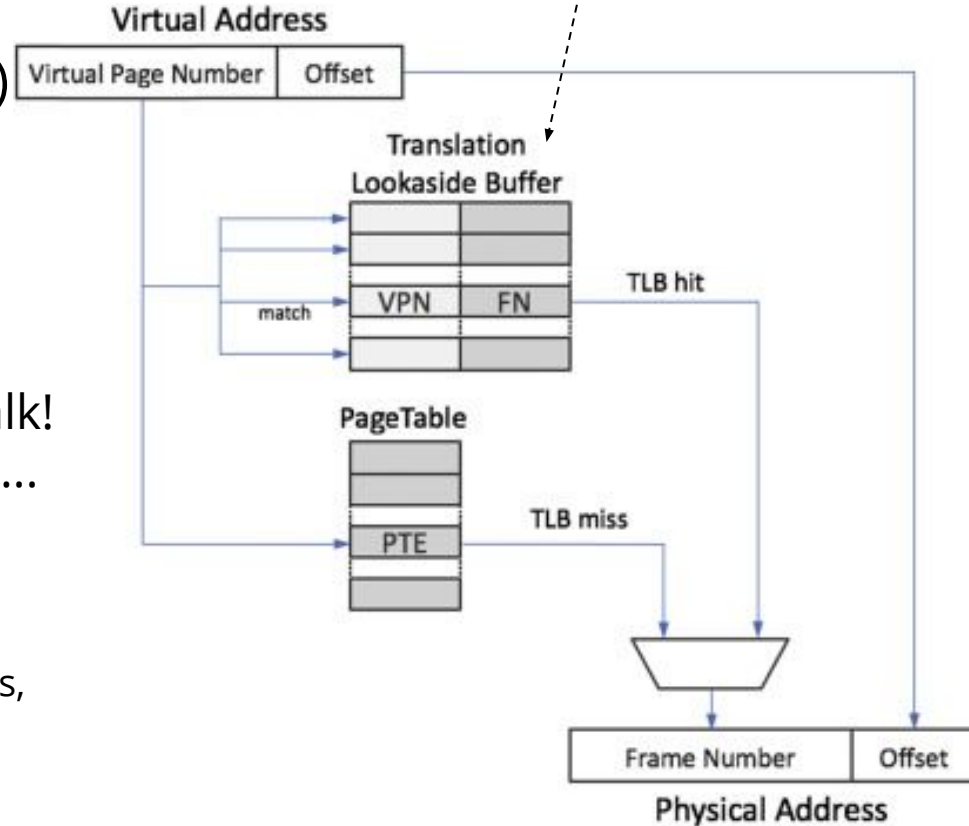 Virtual Address
)
Virtual Page Number
Offset
Translation
Lookaside Buffer
TLB hit
match
VPN
FN
lk!
...
PageTable
TLB miss
PTE
s,
Frame Number
Offset
Physical Address